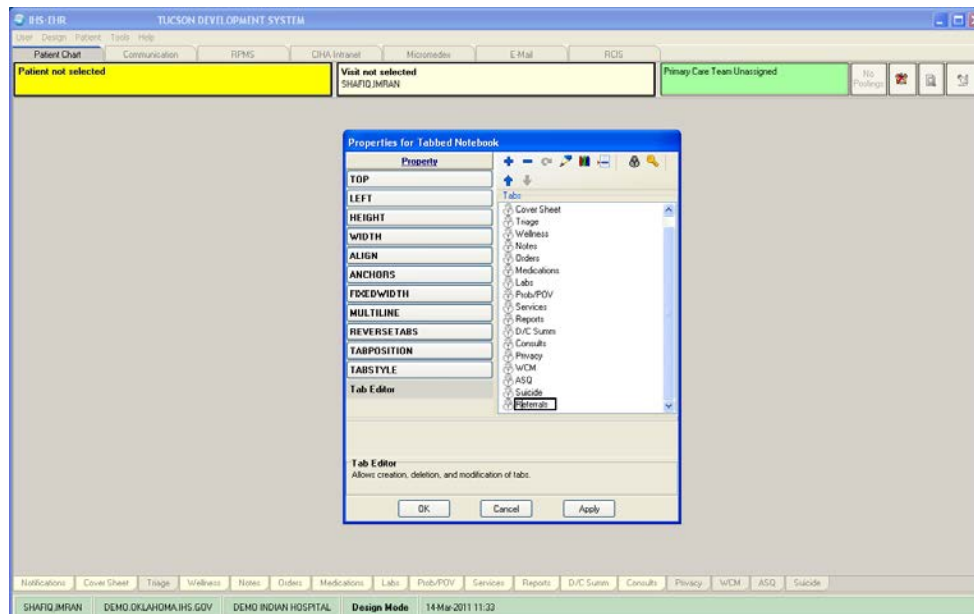 IHS-EHR TUCSON DEVELOPMENT SYSTEM
User Design Patient Tools Help
Patient Chart Communication RPMS CIHA Intranet Micromedex E-Mail RCIS
Patient not selected
Visit not selected
SHAFIQ,IMRAN
Primary Care Team Unassigned
No Postings
Properties for Tabbed Notebook
Property
TOP
LEFT
HEIGHT
WIDTH
ALIGN
ANCHORS
FIXEDWIDTH
MULTILINE
REVERSETABS
TABPOSITION
TABSTYLE
Tab Editor
Tabs
Cover Sheet
Triage
Wellness
Notes
Orders
Medications
Labs
Prob/POV
Services
Reports
D/C Summ
Consults
Privacy
WCM
ASQ
Suicide
Referrals
Tab Editor
Allows creation, deletion, and modification of tabs.
OK Cancel Apply
Notifications Cover Sheet Triage Wellness Notes Orders Medications Labs Prob/POV Services Reports D/C Summ Consults Privacy WCM ASQ Suicide
SHAFIQ,IMRAN DEMO.OKLAHOMA.IHS.GOV DEMO INDIAN HOSPITAL Design Mode 14-Mar-2011 11:33